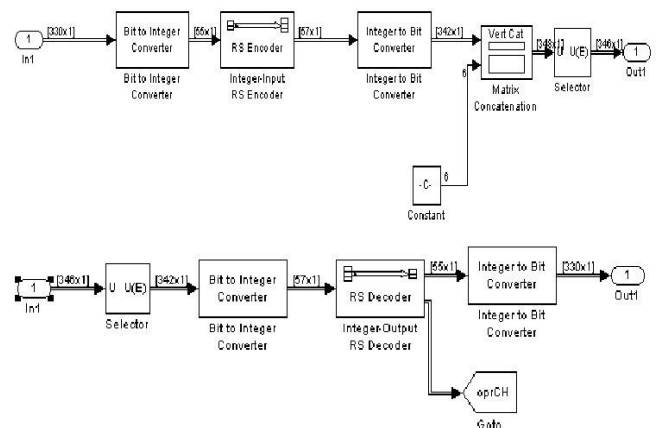 1
In1
[330x1]
Bit to Integer
Converter
Bit to Integer
Converter
[55x1]
RS Encoder
Integer-Input
RS Encoder
[57x1]
Integer to Bit
Converter
Integer to Bit
Converter
[342x1]
6
Vert Cat
Matrix
Concatenation
[348x1]
U U(E)
Selector
[346x1]
1
Out1
-C-
6
Constant
1
In1
[346x1]
U U(E)
Selector
[342x1]
Bit to Integer
Converter
Bit to Integer
Converter
[57x1]
RS Decoder
Integer-Output
RS Decoder
[55x1]
Integer to Bit
Converter
Integer to Bit
Converter
[330x1]
1
Out1
oprCH
Goto